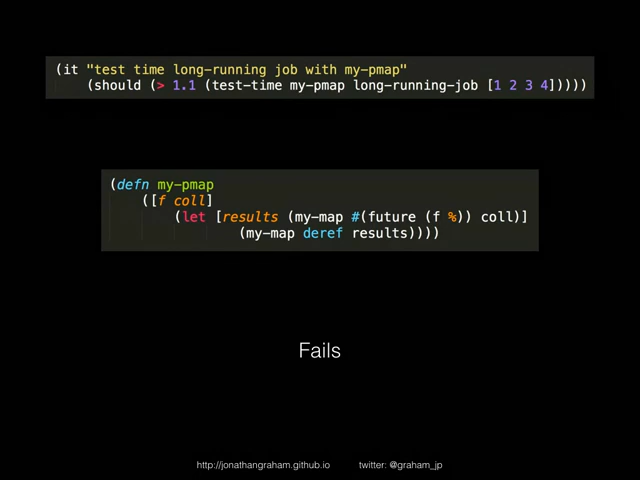 (it "test time long-running job with my-pmap"
(should (> 1.1 (test-time my-pmap long-running-job [1 2 3 4]))))
(defn my-pmap
([f coll]
(let [results (my-map #(future (f %)) coll)]
(my-map deref results))))
Fails
http://jonathangraham.github.io twitter: @graham_jp